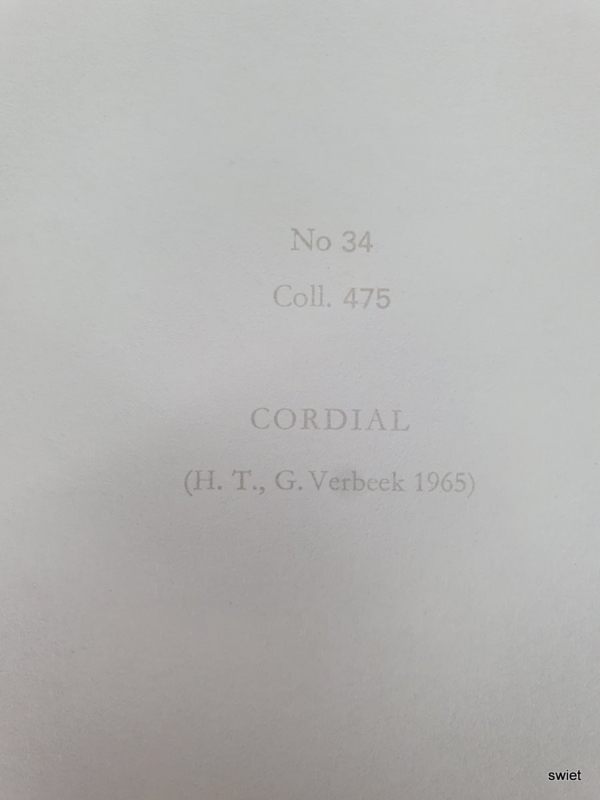 No 34
Coll. 475
CORDIAL
(H. T., G. Verbeek 1965)
swiet